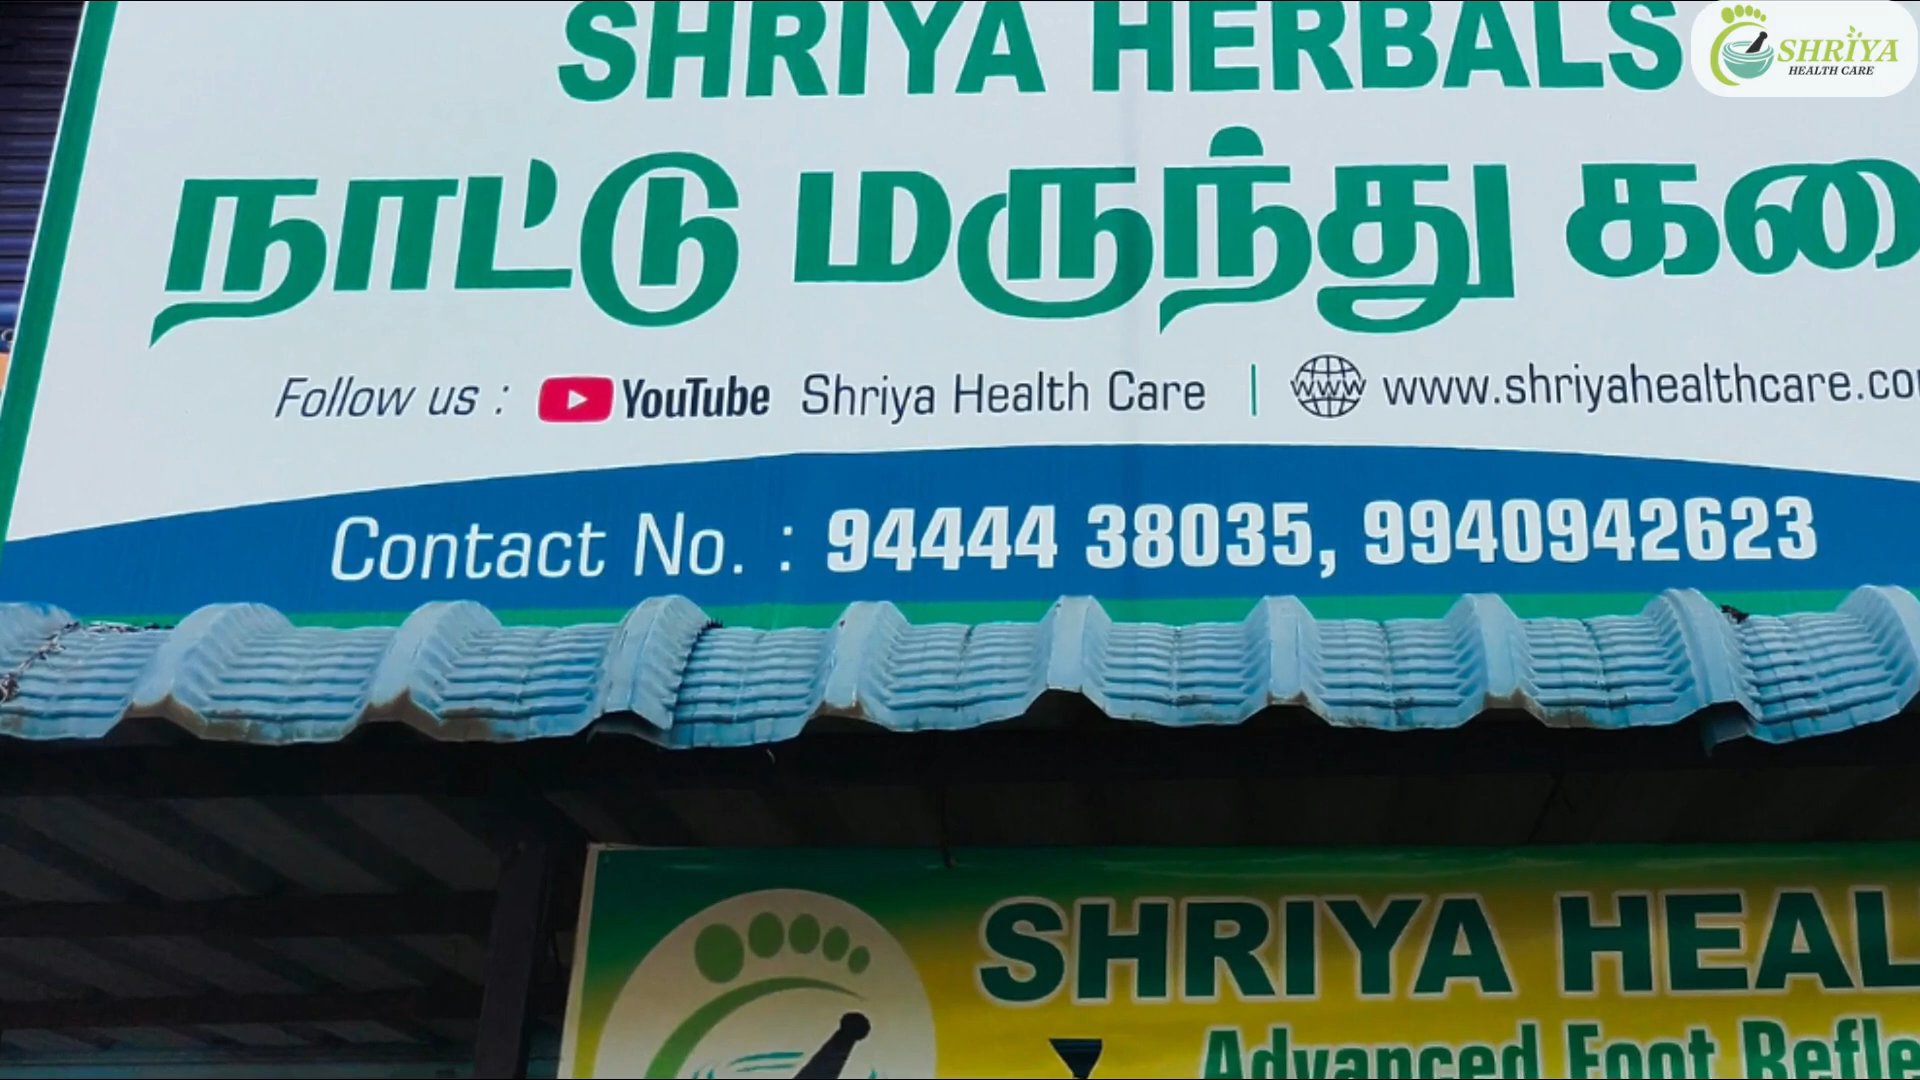 SHRIYA HERBALS
SHRIYA
HEALTH CARE
நாட்டு மருந்து
Follow us : YouTube Shriya Health Care | www www.shriyahealthcare.co
Contact No. : 94444 38035, 9940942623
SHRIYA HEAL
Advanced Foot Refle